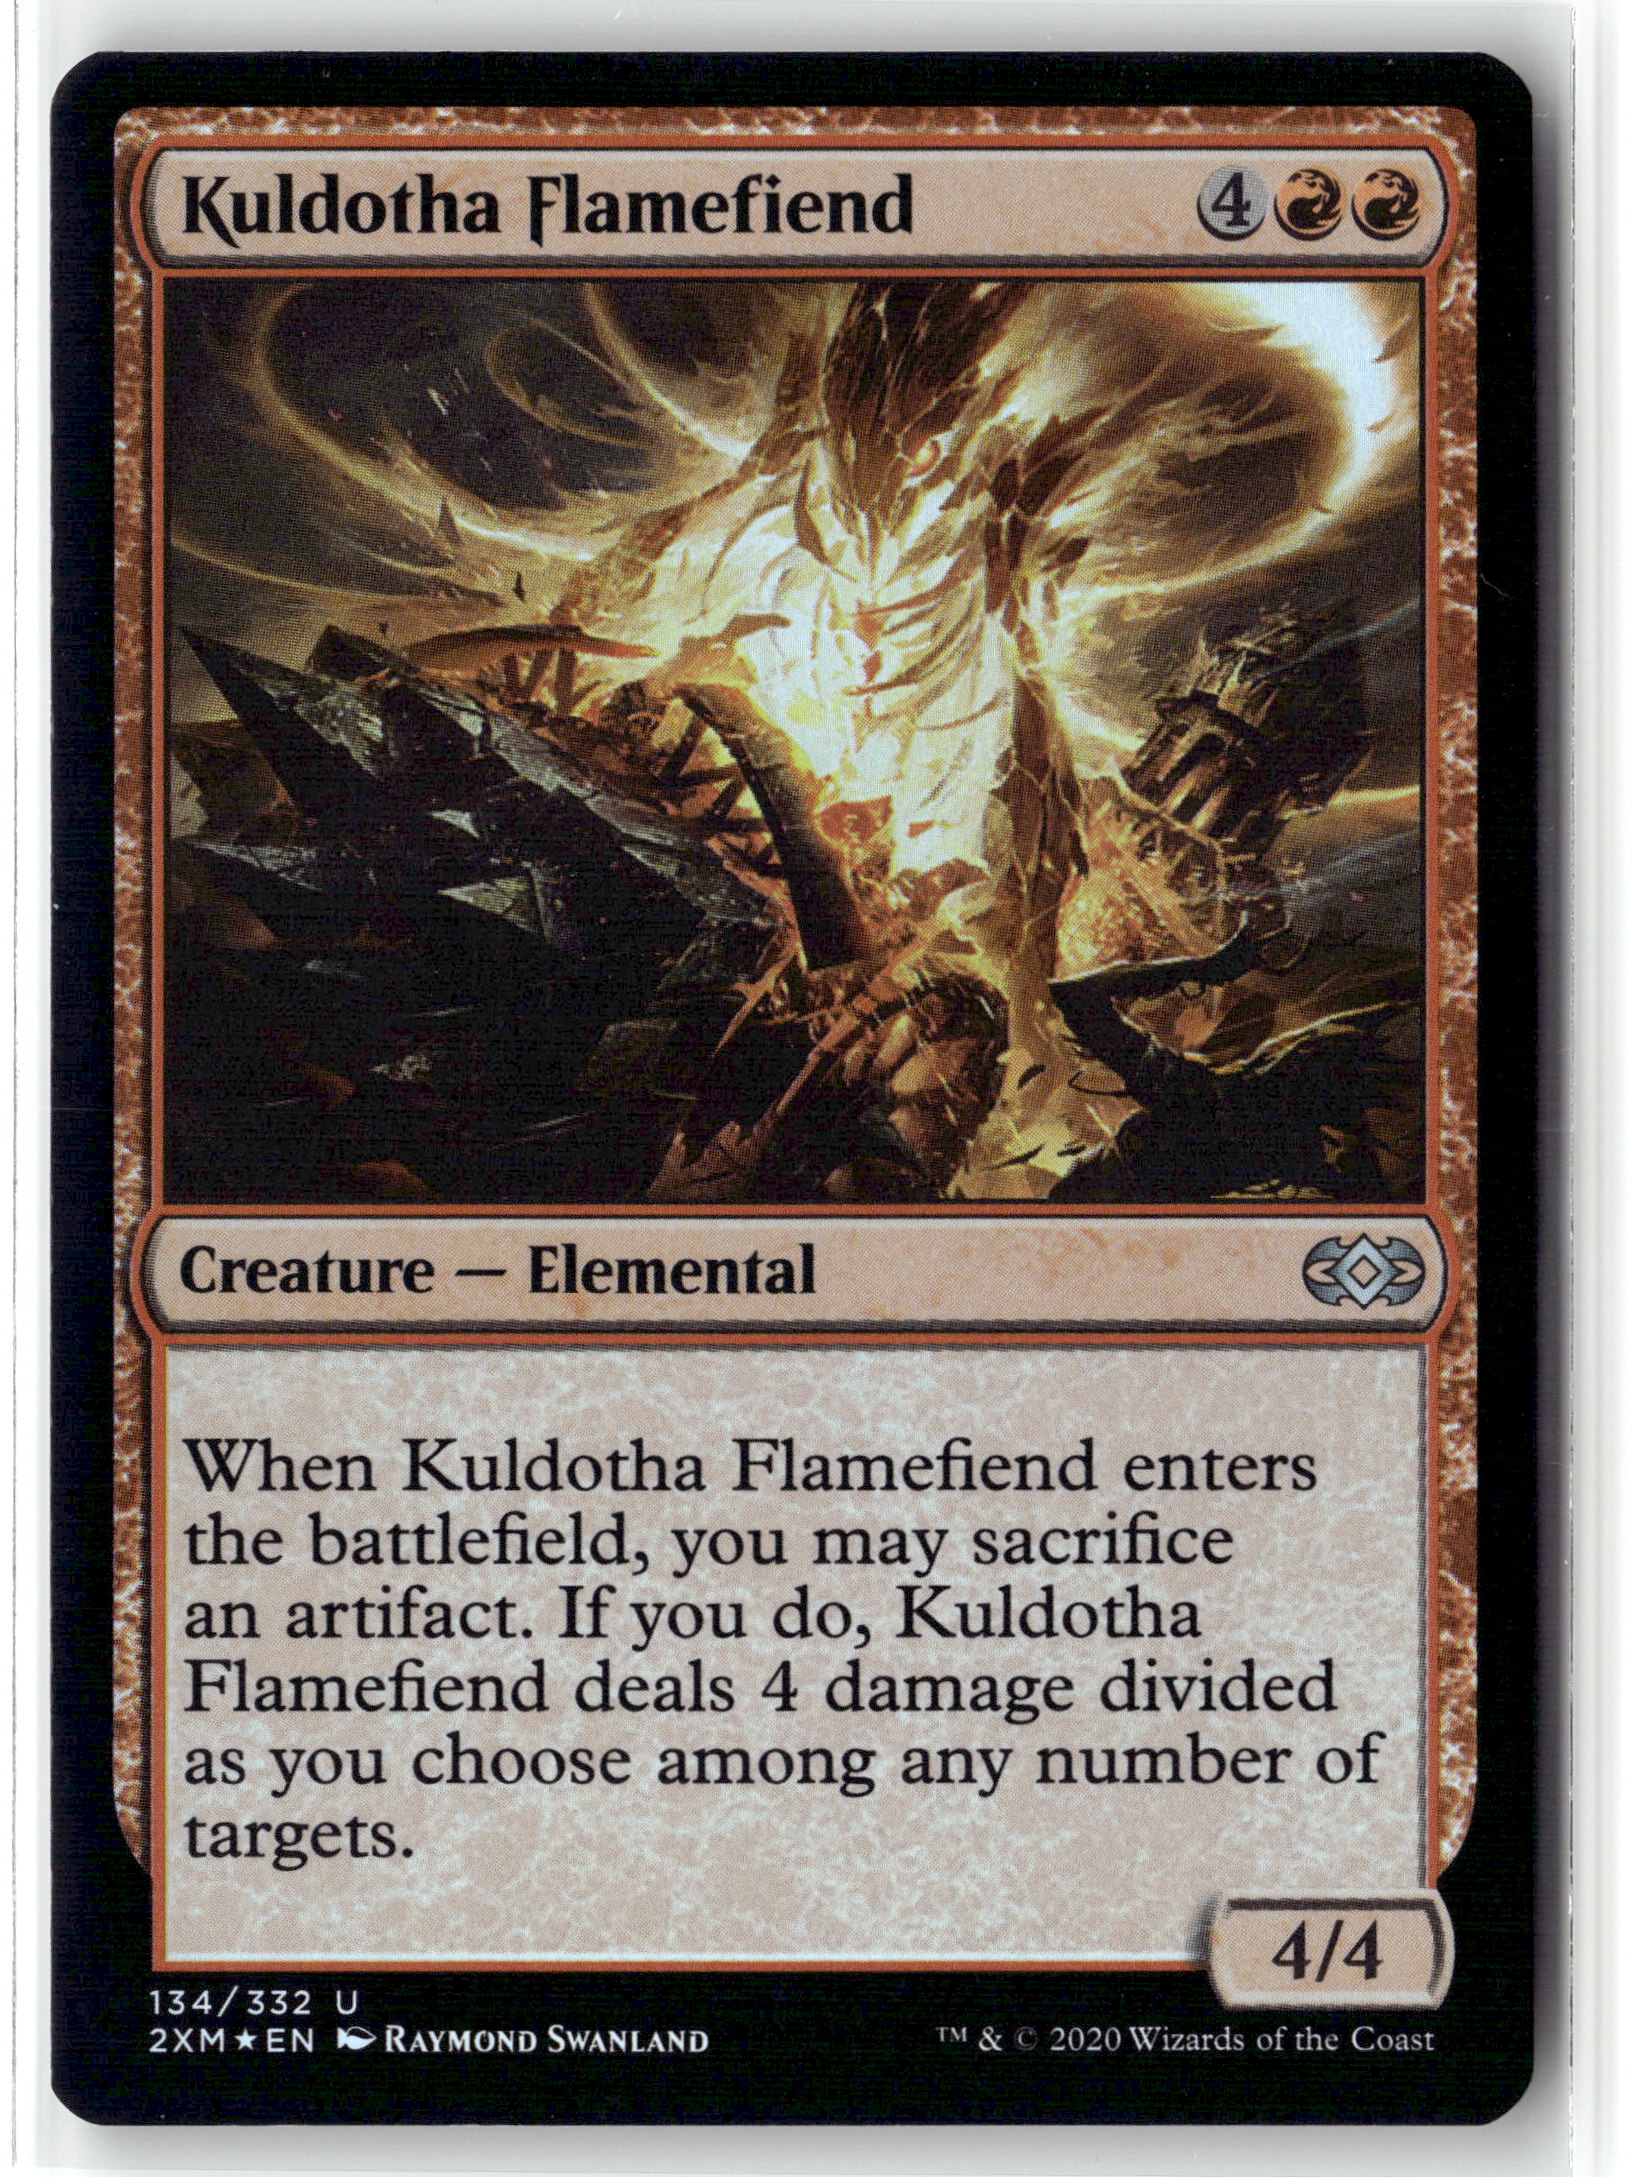 Kuldotha Flamefiend 4
Creature — Elemental
When Kuldotha Flamefiend enters
the battlefield, you may sacrifice
an artifact. If you do, Kuldotha
Flamefiend deals 4 damage divided
as you choose among any number of
targets.
4/4
134/332 U
2XM★EN RAYMOND SWANLAND ™ & © 2020 Wizards of the Coast